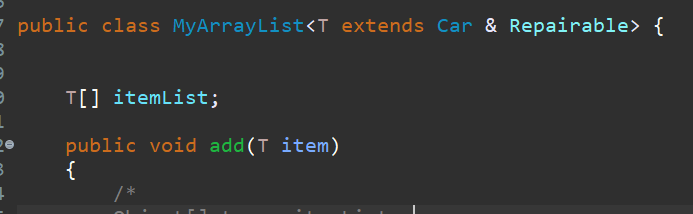 public class MyArrayList<T extends Car & Repairable> {
T[] itemList;
public void add(T item)
{
/*